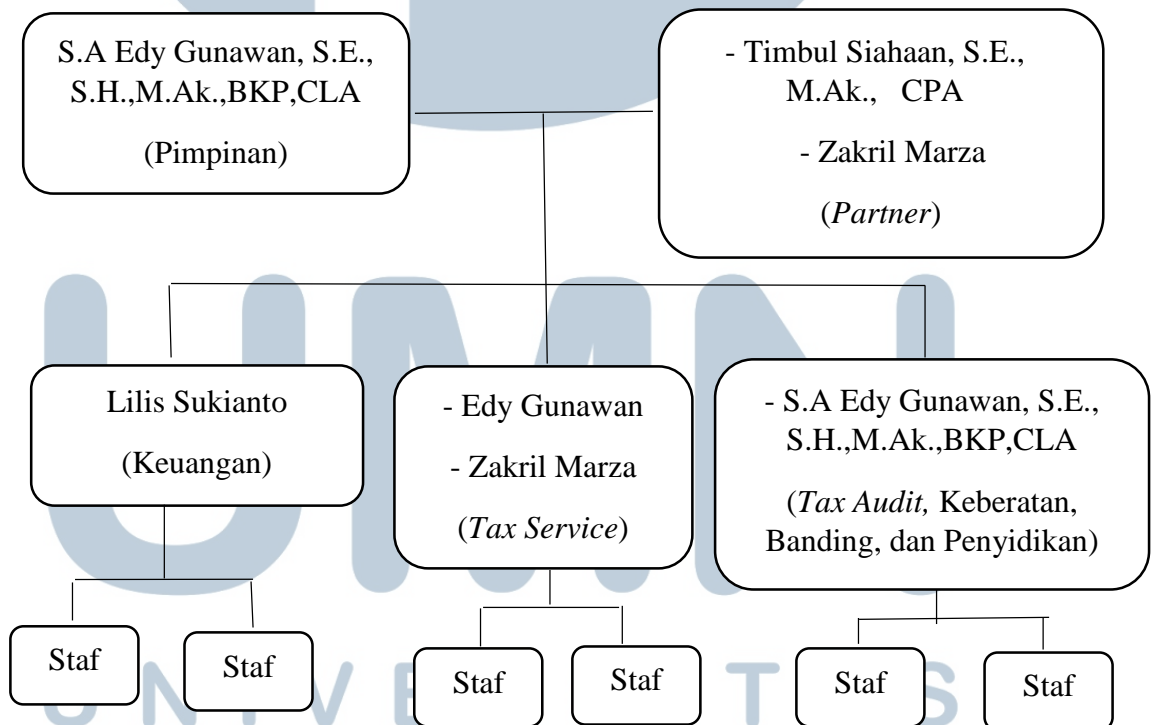 S.A Edy Gunawan, S.E.,
S.H.,M.Ak.,BKP,CLA
(Pimpinan)
- Timbul Siahaan, S.E.,
M.Ak., CPA
- Zakril Marza
(Partner)
Lilis Sukianto
(Keuangan)
- Edy Gunawan
- Zakril Marza
(Tax Service)
- S.A Edy Gunawan, S.E.,
S.H.,M.Ak.,BKP,CLA
(Tax Audit, Keberatan,
Banding, dan Penyidikan)
Staf
Staf
Staf
Staf
Staf
Staf
UMN